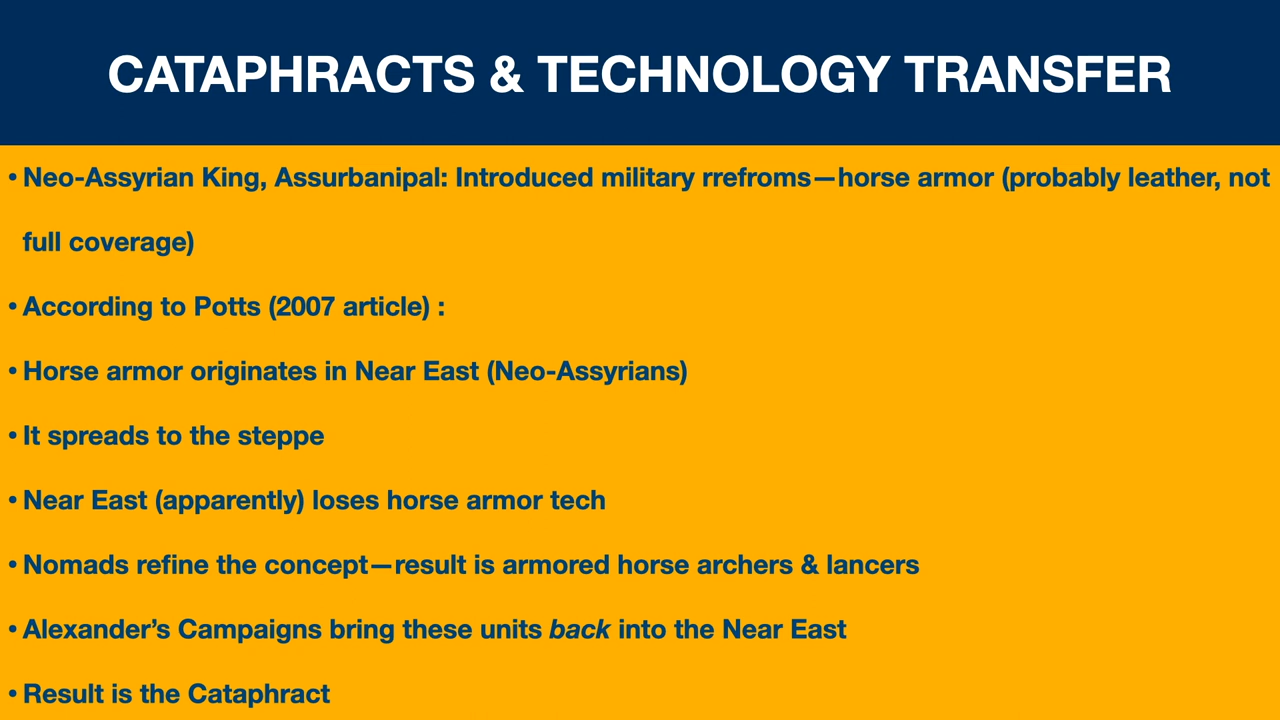 CATAPHRACTS & TECHNOLOGY TRANSFER
• Neo-Assyrian King, Assurbanipal: Introduced military rrefroms—horse armor (probably leather, not
full coverage)
• According to Potts (2007 article) :
• Horse armor originates in Near East (Neo-Assyrians)
• It spreads to the steppe
• Near East (apparently) loses horse armor tech
• Nomads refine the concept—result is armored horse archers & lancers
• Alexander’s Campaigns bring these units back into the Near East
• Result is the Cataphract